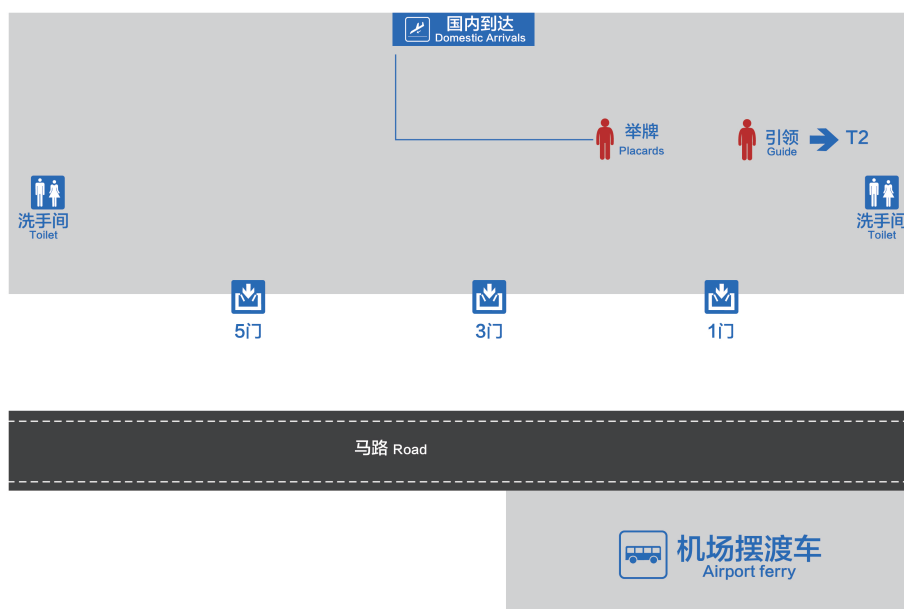 国内到达
Domestic Arrivals
举牌
Placards
引领
Guide
T2
洗手间
Toilet
洗手间
Toilet
5门
3门
1门
马路 Road
机场摆渡车
Airport ferry